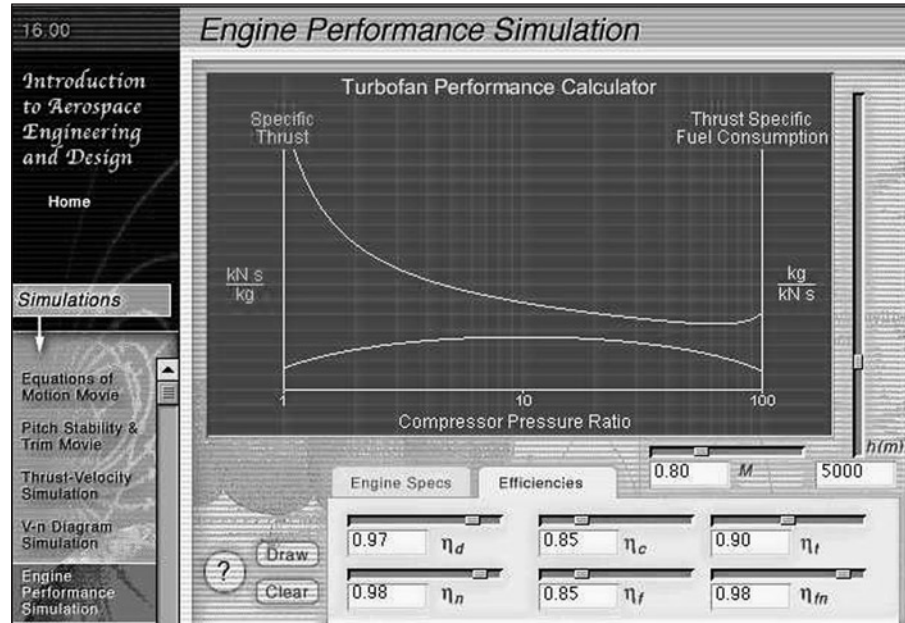 16.00
Engine Performance Simulation
Introduction
to Aerospace
Engineering
and Design
Home
Simulations
Equations of
Motion Movie
Pitch Stability &
Trim Movie
Thrust-Velocity
Simulation
V-n Diagram
Simulation
Engine
Performance
Simulation
Turbofan Performance Calculator
Specific
Thrust
Thrust Specific
Fuel Consumption
kN s
kg
kg
kN s
1
10
100
Compressor Pressure Ratio
h(m)
0.80 M 5000
Engine Specs
Efficiencies
0.97 ηd 0.85 ηc 0.90 ηt
0.98 ηn 0.85 ηf 0.98 ηfn
?
Draw
Clear